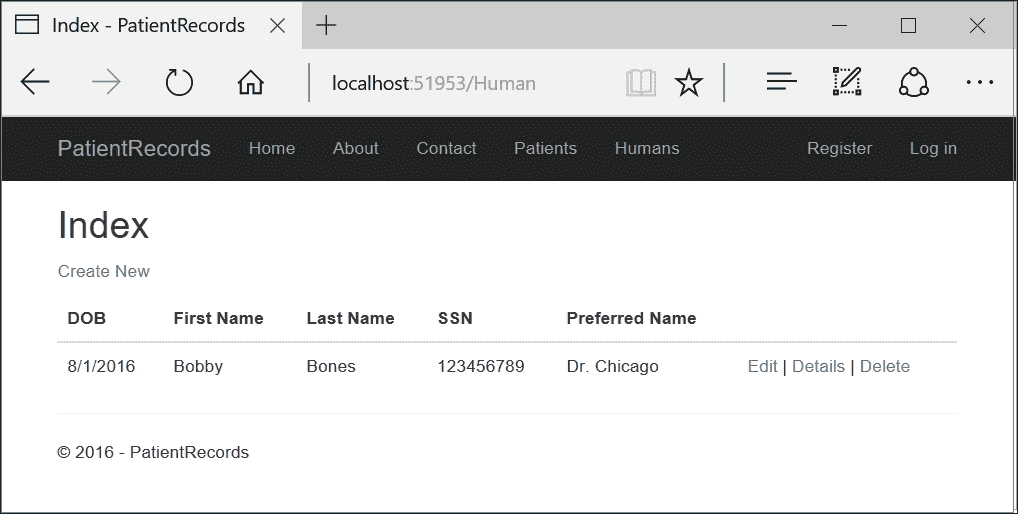 Index - PatientRecords
localhost:51953/Human
PatientRecords Home About Contact Patients Humans Register Log in
Index
Create New
DOB First Name Last Name SSN Preferred Name
8/1/2016 Bobby Bones 123456789 Dr. Chicago Edit | Details | Delete
© 2016 - PatientRecords